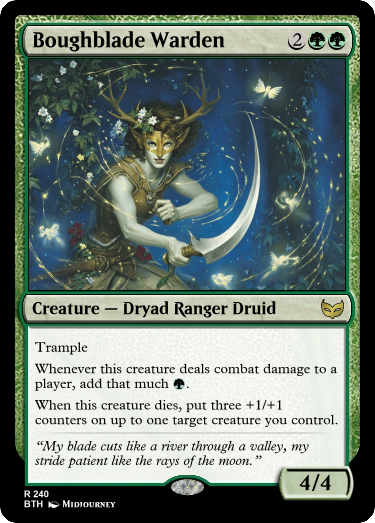 Boughblade Warden 2
Creature — Dryad Ranger Druid
Trample
Whenever this creature deals combat damage to a
player, add that much .
When this creature dies, put three +1/+1
counters on up to one target creature you control.
“My blade cuts like a river through a valley, my
stride patient like the rays of the moon.”
4/4
R 240
BTH Midjourney